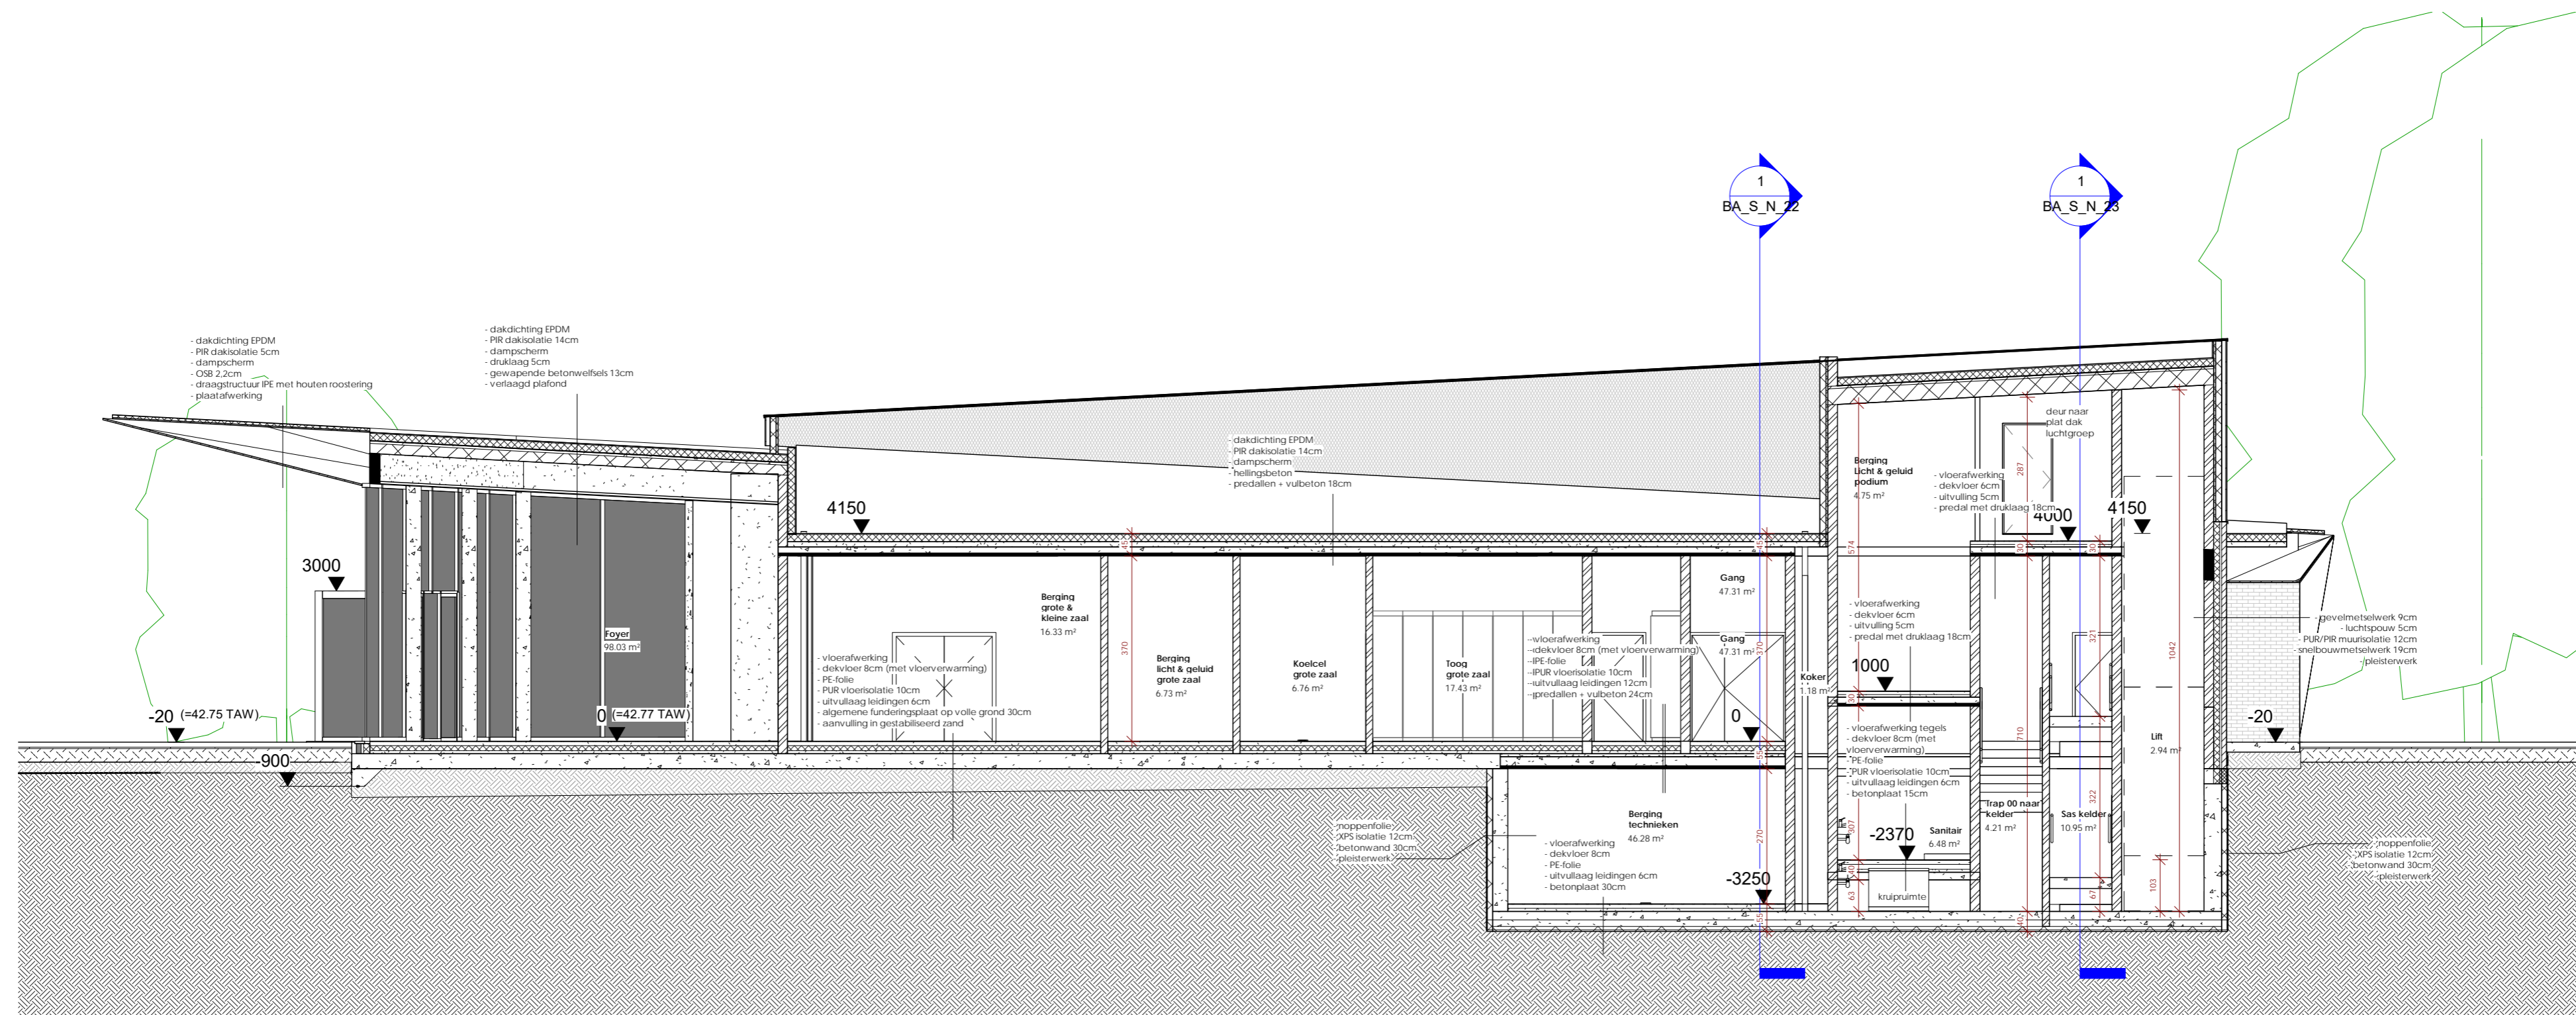 1
BA_S_N_22
1
BA_S_N_23
- dakdichting EPDM
- PIR dakisolatie 5cm
- dampscherm
- OSB 2,2cm
- draagstructuur IPE met houten roostering
- plaatafwerking
- dakdichting EPDM
- PIR dakisolatie 14cm
- dampscherm
- druklaag 5cm
- gewapende betonwelfsels 13cm
- verlaagd plafond
- dakdichting EPDM
- PIR dakisolatie 14cm
- dampscherm
- hellingsbeton
- predallen + vulbeton 18cm
deur naar
plat dak
luchtgroep
Berging
Licht & geluid
podium
4.75 m²
287
- vloerafwerking
- dekvloer 6cm
- uitvulling 5cm
- predal met druklaag 18cm
4150
4000
4150
45
45
574
30
30
3000
Foyer
98.03 m²
Berging
grote &
kleine zaal
16.33 m²
370
Berging
licht & geluid
grote zaal
6.73 m²
Koelcel
grote zaal
6.76 m²
Toog
grote zaal
17.43 m²
Gang
47.31 m²
Gang
47.31 m²
370
- vloerafwerking
- dekvloer 8cm (met vloerverwarming)
- PE-folie
- PUR vloerisolatie 10cm
- uitvullaag leidingen 6cm
- algemene funderingsplaat op volle grond 30cm
- aanvulling in gestabiliseerd zand
- vloerafwerking
- dekvloer 8cm (met vloerverwarming)
- PE-folie
- PUR vloerisolatie 10cm
- uitvullaag leidingen 12cm
- predallen + vulbeton 24cm
Koker
1.18 m²
- vloerafwerking
- dekvloer 6cm
- uitvulling 5cm
- predal met druklaag 18cm
1000
30
321
1042
- gevelmetselwerk 9cm
- luchtspouw 5cm
- PUR/PIR muurisolatie 12cm
- snelbouwmetselwerk 19cm
- pleisterwerk
-20 (=42.75 TAW)
0 (=42.77 TAW)
0
-20
-900
55
710
- vloerafwerking tegels
- dekvloer 8cm (met
vloerverwarming)
- PE-folie
- PUR vloerisolatie 10cm
- uitvullaag leidingen 6cm
- betonplaat 15cm
Lift
2.94 m²
322
Trap 00 naar
kelder
4.21 m²
Sas kelder
10.95 m²
Berging
technieken
46.28 m²
270
307
-2370
Sanitair
6.48 m²
- noppenfolie
- XPS isolatie 12cm
- betonwand 30cm
- pleisterwerk
- vloerafwerking
- dekvloer 8cm
- PE-folie
- uitvullaag leidingen 6cm
- betonplaat 30cm
- noppenfolie
- XPS isolatie 12cm
- betonwand 30cm
- pleisterwerk
-3250
40
63
kruipruimte
67
103
55
40